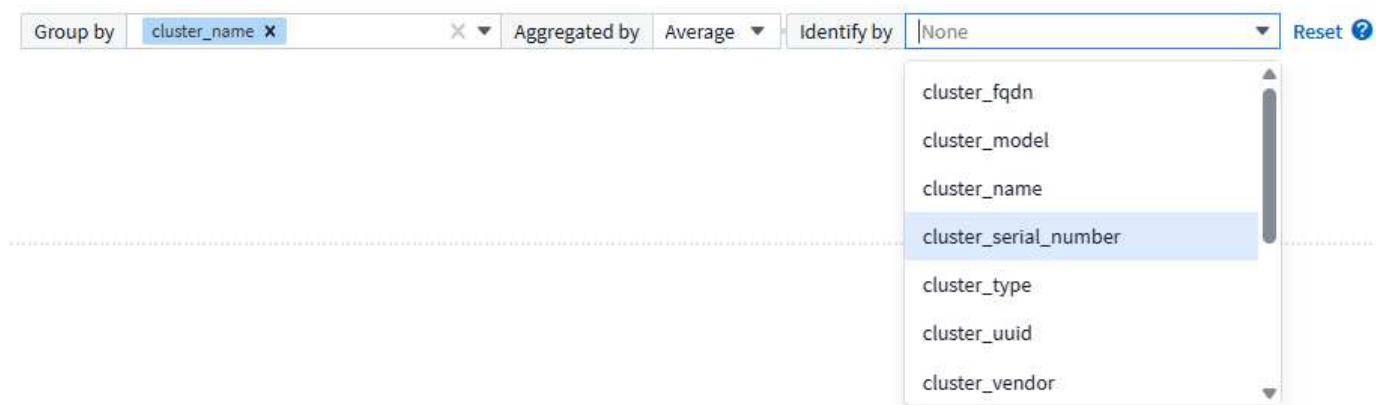 Group by cluster_name x Aggregated by Average Identify by None Reset ?
cluster_fqdn
cluster_model
cluster_name
cluster_serial_number
cluster_type
cluster_uuid
cluster_vendor